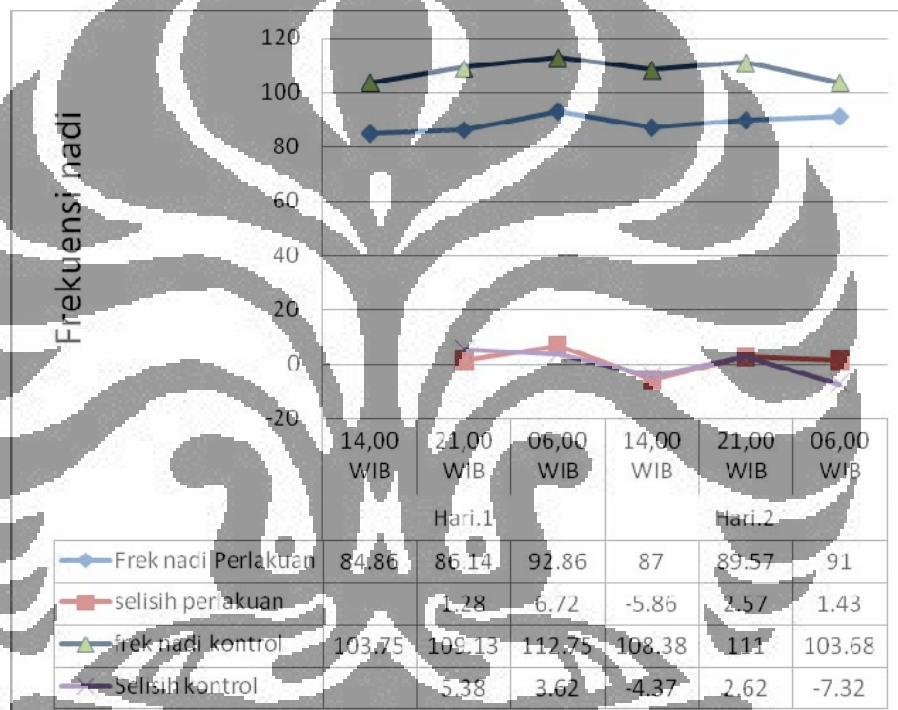 Frekuensi nadi
120
100
80
60
40
20
0
-20
14,00 WIB 21,00 WIB 06,00 WIB 14,00 WIB 21,00 WIB 06,00 WIB
Hari.1 Hari.2
Frek nadi Perlakuan 84.86 86.14 92.86 87 89.57 91
selisih perlakuan 1.28 6.72 -5.86 2.57 1.43
frek nadi kontrol 103.75 109.13 112.75 108.38 111 103.68
Selisih kontrol 5.38 3.62 -4.37 2.62 -7.32